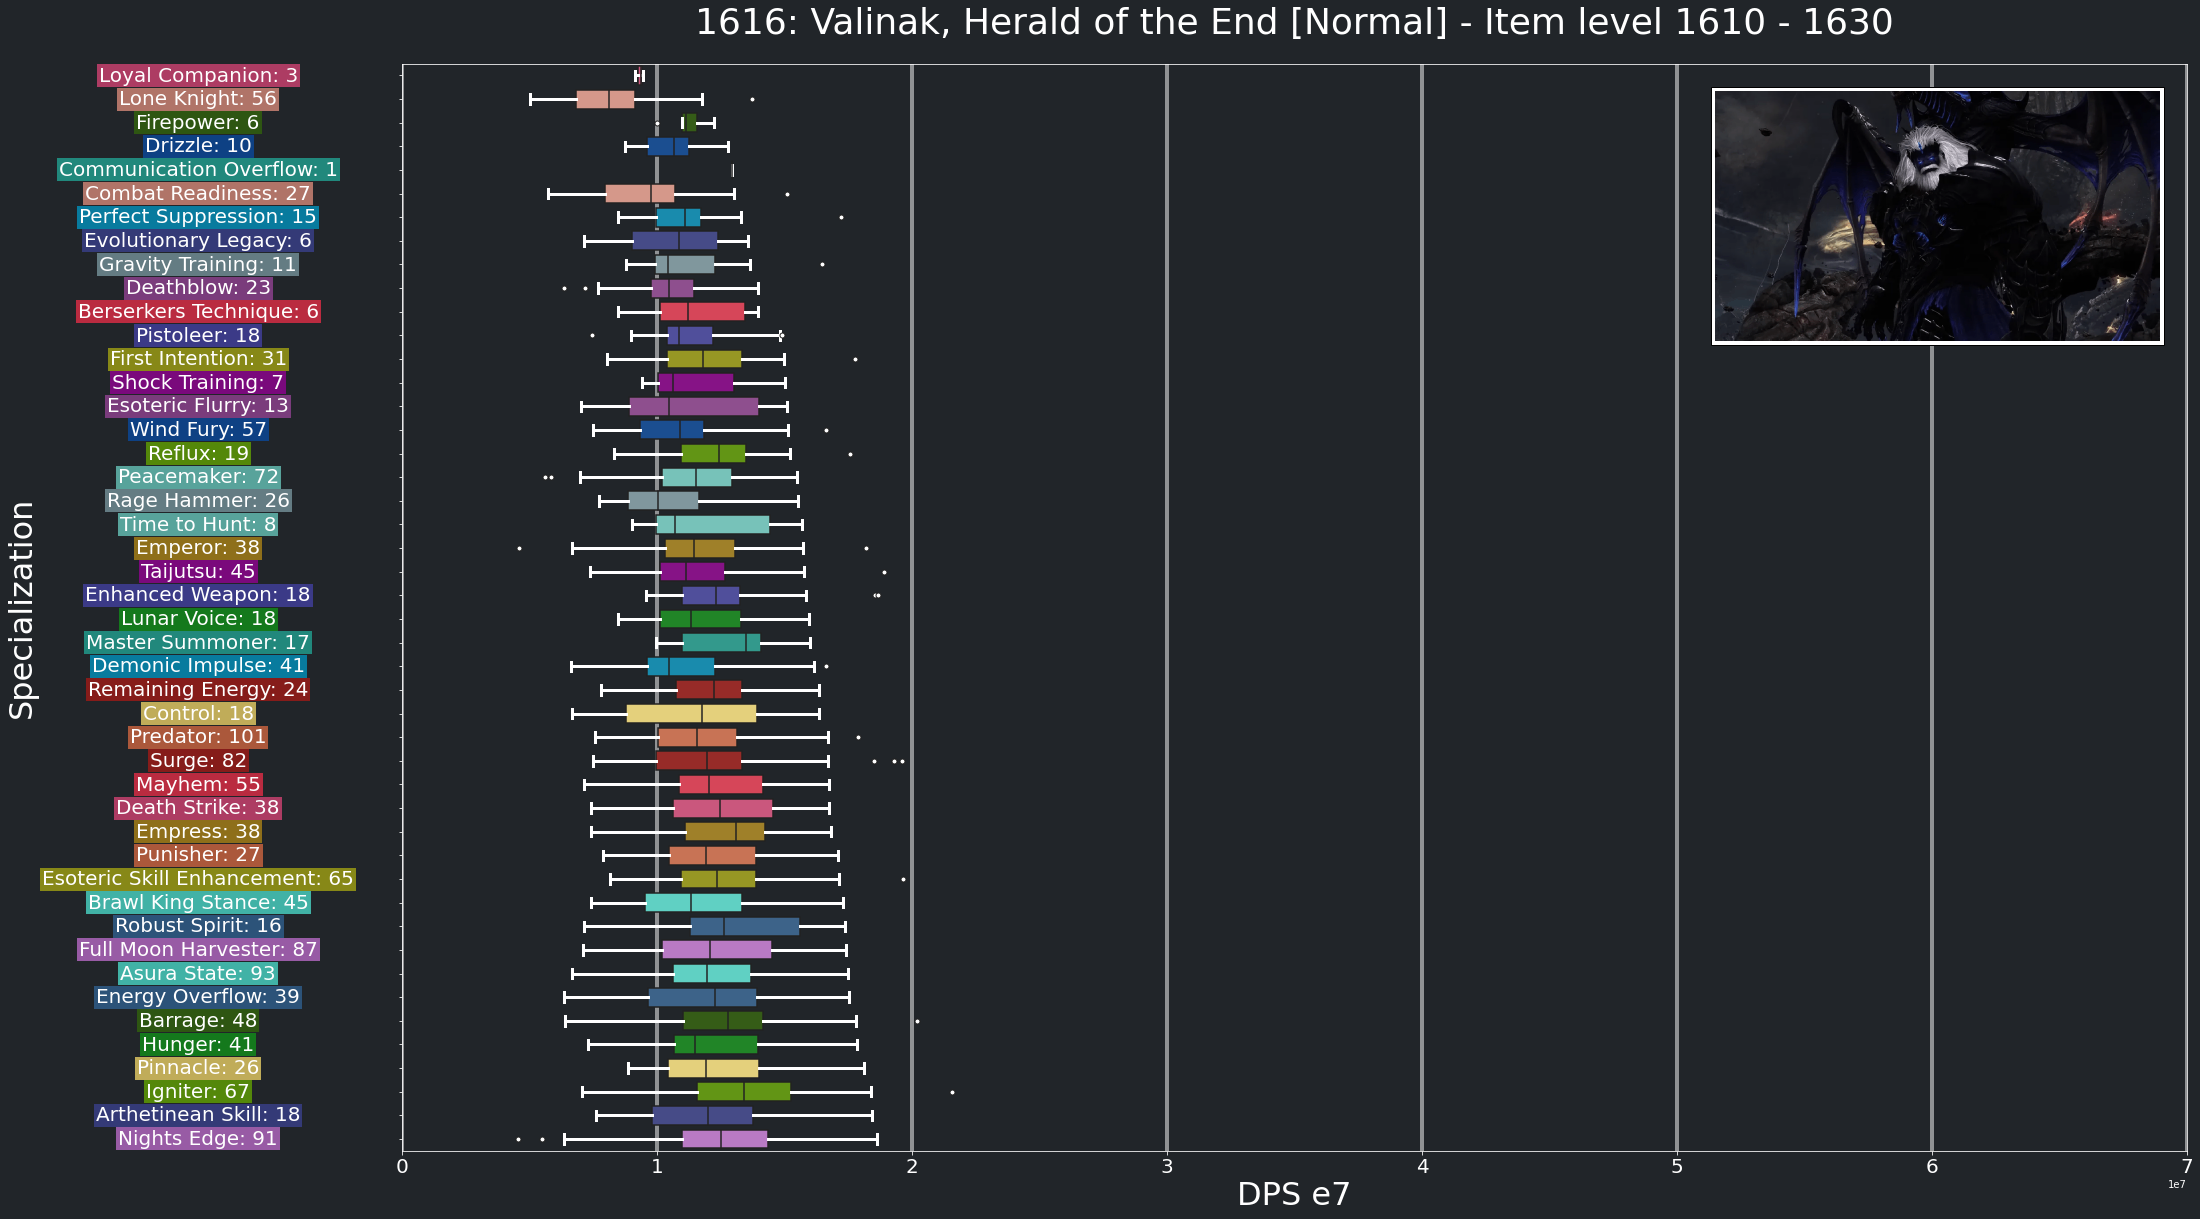 1616: Valinak, Herald of the End [Normal] - Item level 1610 - 1630
Loyal Companion: 3
Lone Knight: 56
Firepower: 6
Drizzle: 10
Communication Overflow: 1
Combat Readiness: 27
Perfect Suppression: 15
Evolutionary Legacy: 6
Gravity Training: 11
Deathblow: 23
Berserkers Technique: 6
Pistoleer: 18
First Intention: 31
Shock Training: 7
Esoteric Flurry: 13
Wind Fury: 57
Reflux: 19
Peacemaker: 72
Rage Hammer: 26
Time to Hunt: 8
Emperor: 38
Taijutsu: 45
Enhanced Weapon: 18
Lunar Voice: 18
Master Summoner: 17
Demonic Impulse: 41
Remaining Energy: 24
Control: 18
Predator: 101
Surge: 82
Mayhem: 55
Death Strike: 38
Empress: 38
Punisher: 27
Esoteric Skill Enhancement: 65
Brawl King Stance: 45
Robust Spirit: 16
Full Moon Harvester: 87
Asura State: 93
Energy Overflow: 39
Barrage: 48
Hunger: 41
Pinnacle: 26
Igniter: 67
Arthetinean Skill: 18
Nights Edge: 91
Specialization
0 1 2 3 4 5 6 7
1e7
DPS e7